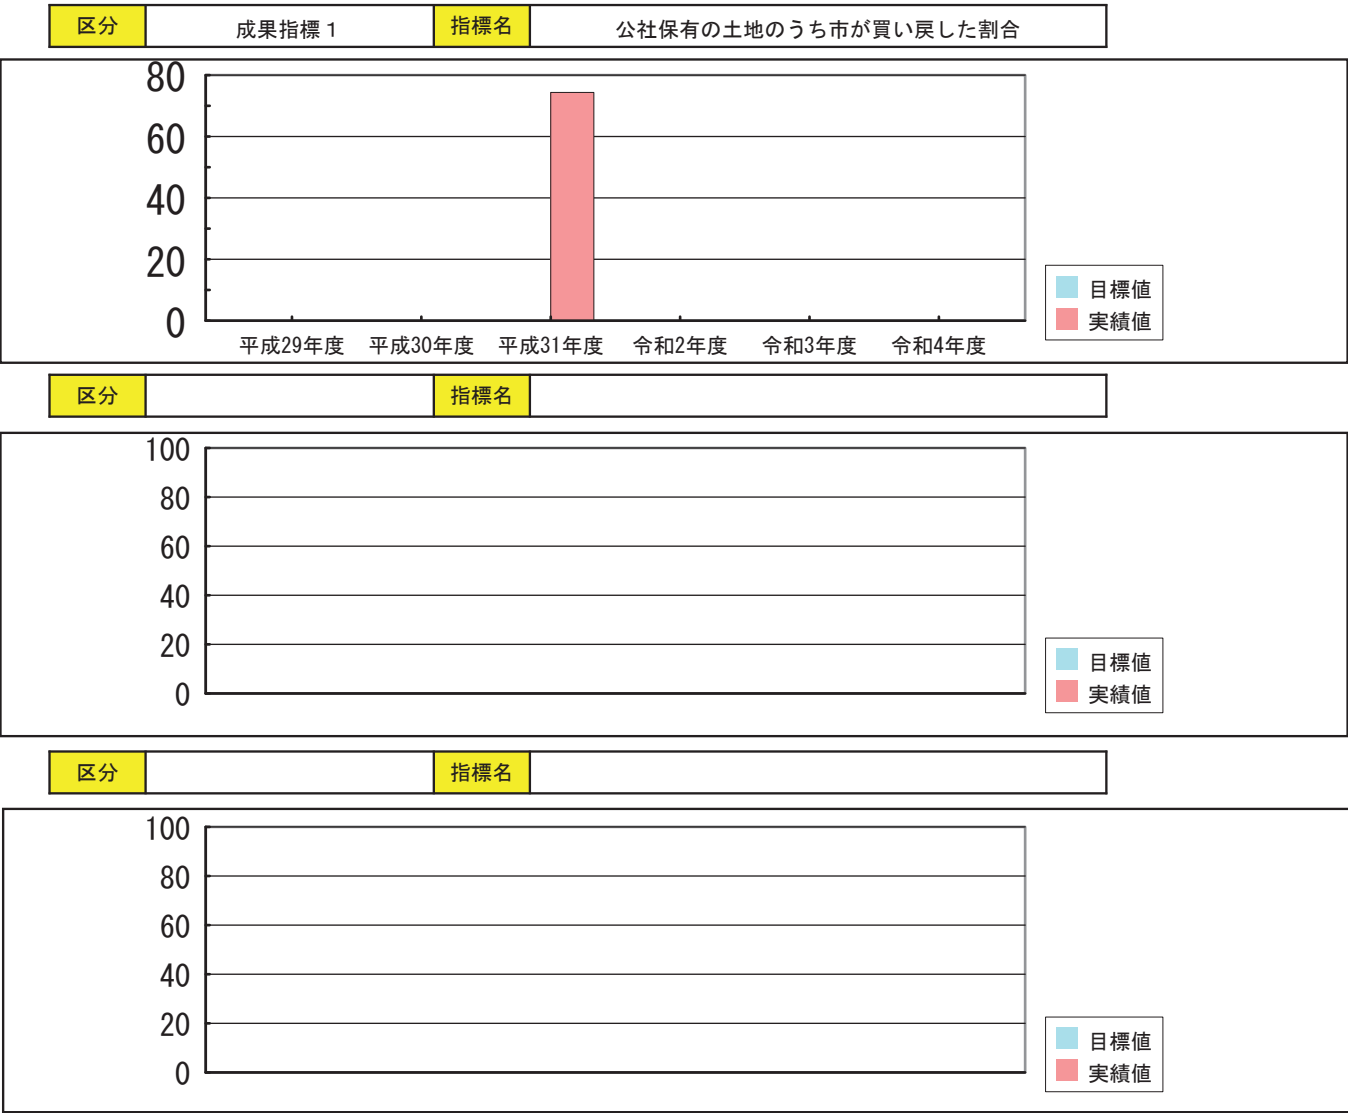 区分 成果指標１ 指標名 公社保有の土地のうち市が買い戻した割合
80
60
40
20
0
平成29年度 平成30年度 平成31年度 令和2年度 令和3年度 令和4年度
目標値
実績値
区分 指標名
100
80
60
40
20
0
目標値
実績値
区分 指標名
100
80
60
40
20
0
目標値
実績値